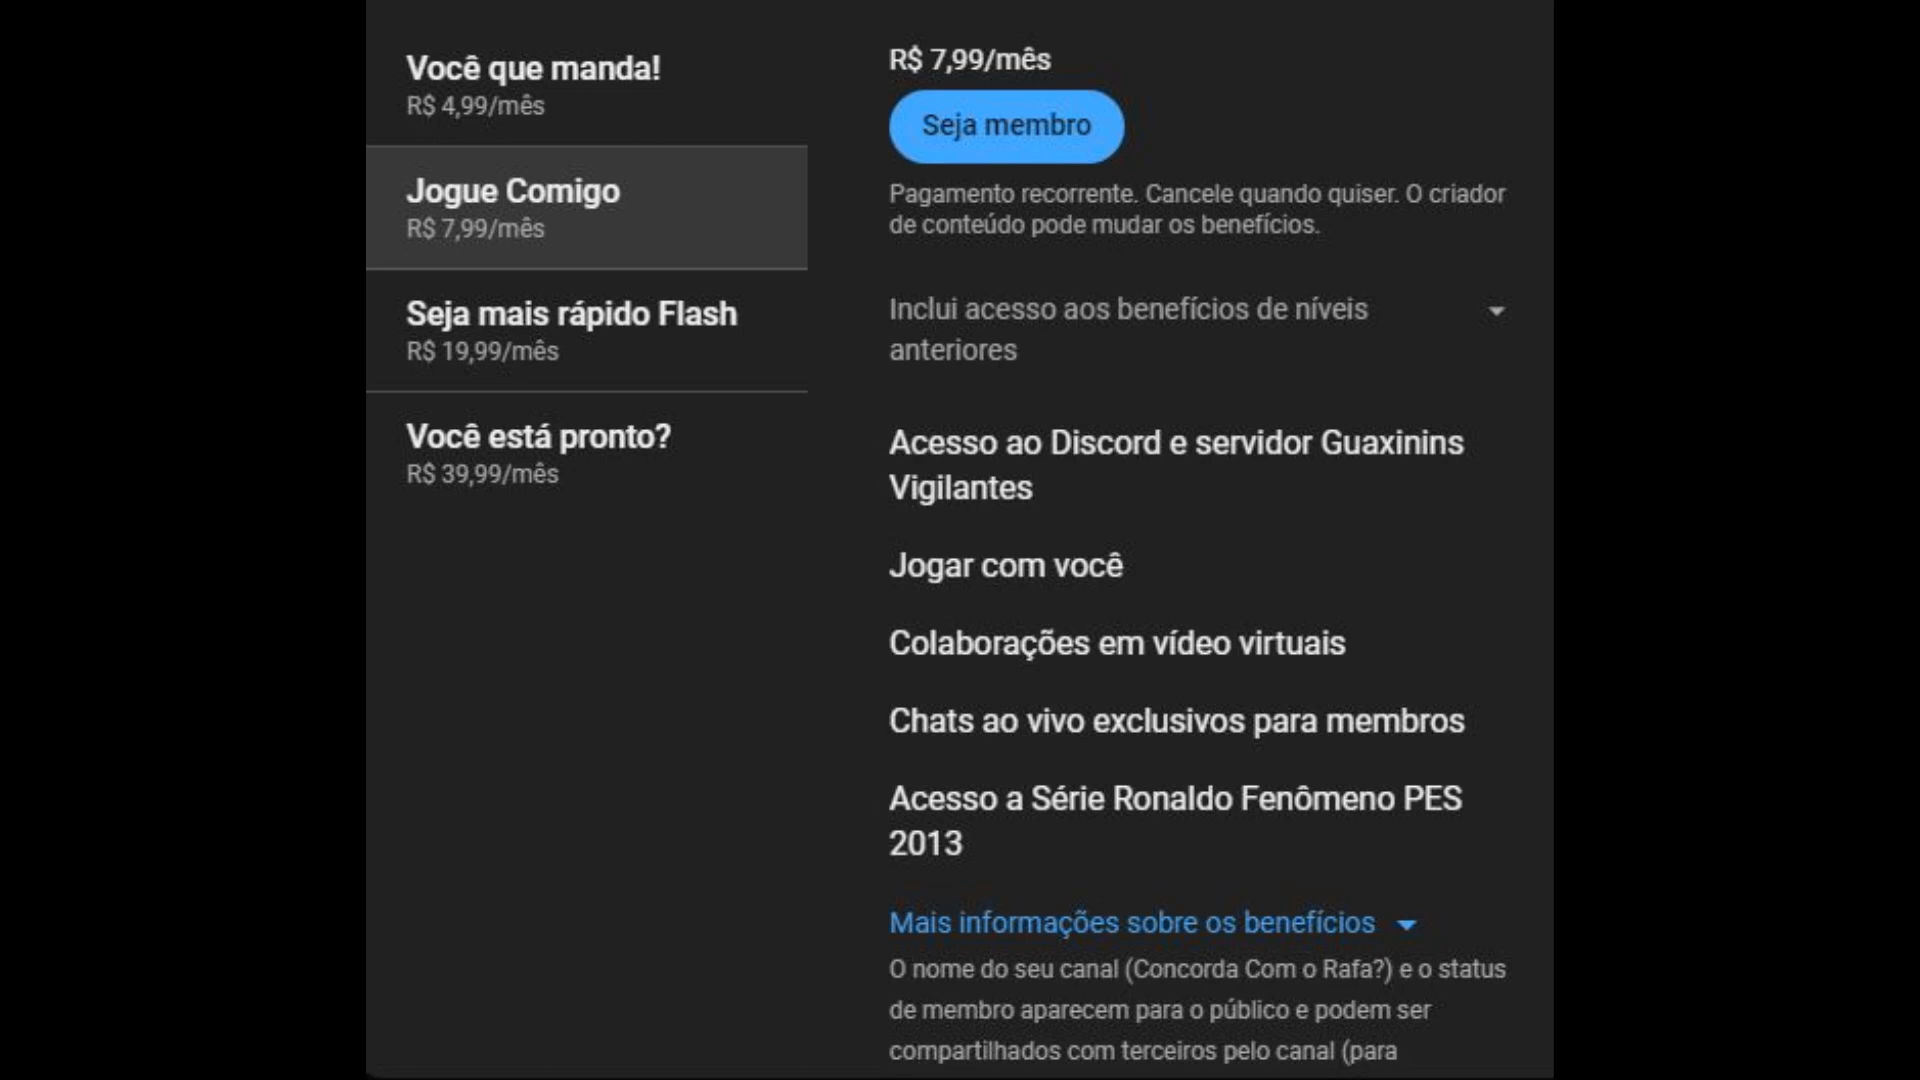 Você que manda!
R$ 4,99/mês
Jogue Comigo
R$ 7,99/mês
Seja mais rápido Flash
R$ 19,99/mês
Você está pronto?
R$ 39,99/mês
R$ 7,99/mês
Seja membro
Pagamento recorrente. Cancele quando quiser. O criador
de conteúdo pode mudar os benefícios.
Inclui acesso aos benefícios de níveis
anteriores
Acesso ao Discord e servidor Guaxinins
Vigilantes
Jogar com você
Colaborações em vídeo virtuais
Chats ao vivo exclusivos para membros
Acesso a Série Ronaldo Fenômeno PES
2013
Mais informações sobre os benefícios
O nome do seu canal (Concorda Com o Rafa?) e o status
de membro aparecem para o público e podem ser
compartilhados com terceiros pelo canal (para